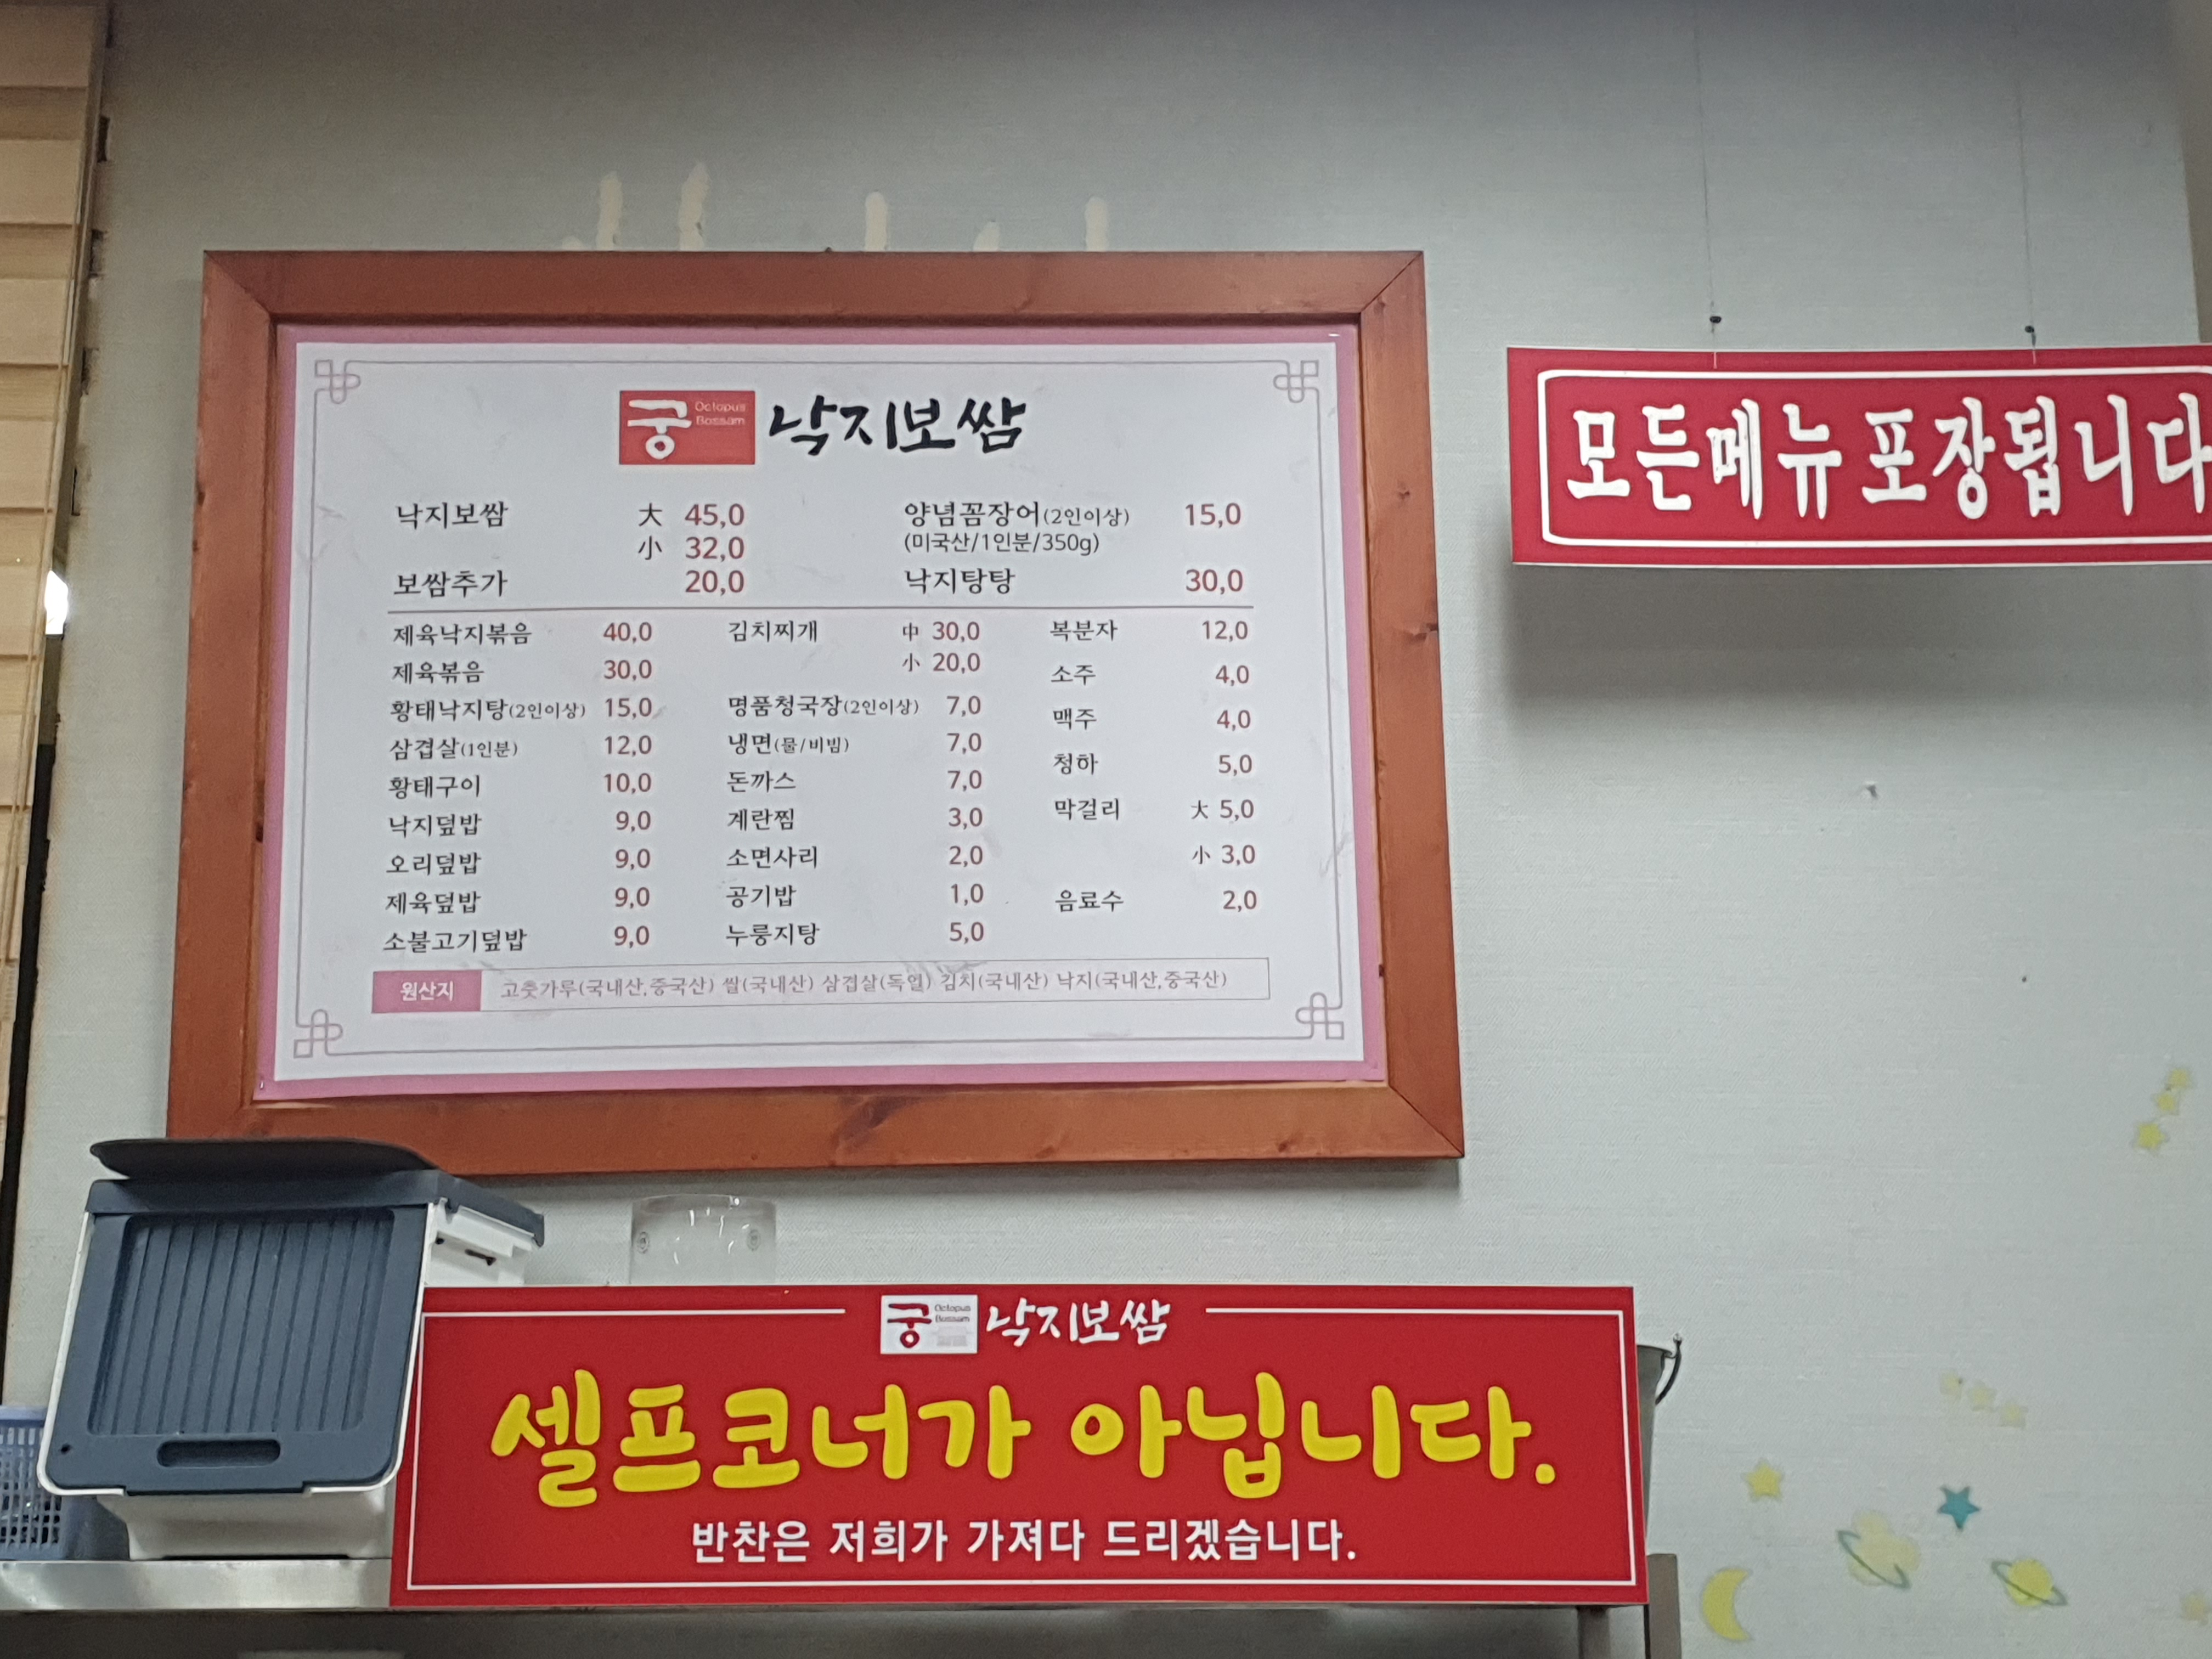 궁 Octopus Bossam 낙지보쌈
낙지보쌈 大 45,0
小 32,0
보쌈추가 20,0
양념꼼장어(2인이상) 15,0
(미국산/1인분/350g)
낙지탕탕 30,0
제육낙지볶음 40,0
제육볶음 30,0
황태낙지탕(2인이상) 15,0
삼겹살(1인분) 12,0
황태구이 10,0
낙지덮밥 9,0
오리덮밥 9,0
제육덮밥 9,0
소불고기덮밥 9,0
김치찌개 中 30,0
小 20,0
명품청국장(2인이상) 7,0
냉면(물/비빔) 7,0
돈까스 7,0
계란찜 3,0
소면사리 2,0
공기밥 1,0
누룽지탕 5,0
복분자 12,0
소주 4,0
맥주 4,0
청하 5,0
막걸리 大 5,0
小 3,0
음료수 2,0
원산지 고춧가루(국내산,중국산) 쌀(국내산) 삼겹살(독일) 김치(국내산) 낙지(국내산,중국산)
모든메뉴 포장됩니다
궁 Octopus Bossam 낙지보쌈
셀프코너가 아닙니다.
반찬은 저희가 가져다 드리겠습니다.